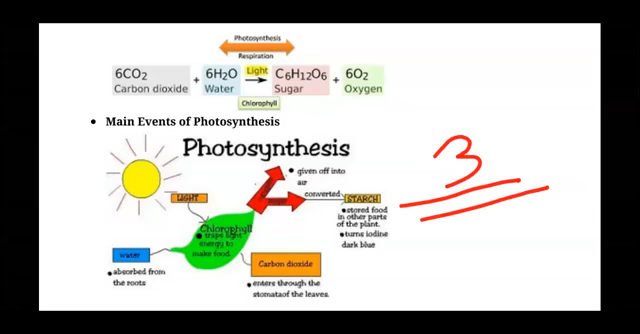 Photosynthesis
Respiration
6CO2 + 6H2O Light C6H12O6 + 6O2
Carbon dioxide Water Sugar Oxygen
Chlorophyll
• Main Events of Photosynthesis
Photosynthesis
• given off into
air
converted
LIGHT
STARCH
• stored food
in other parts
of the plant.
• turns iodine
dark blue
Chlorophyll
• traps light
energy to
make food.
water
• absorbed from
the roots
Carbon dioxide
• enters through the
stomataof the leaves.
3